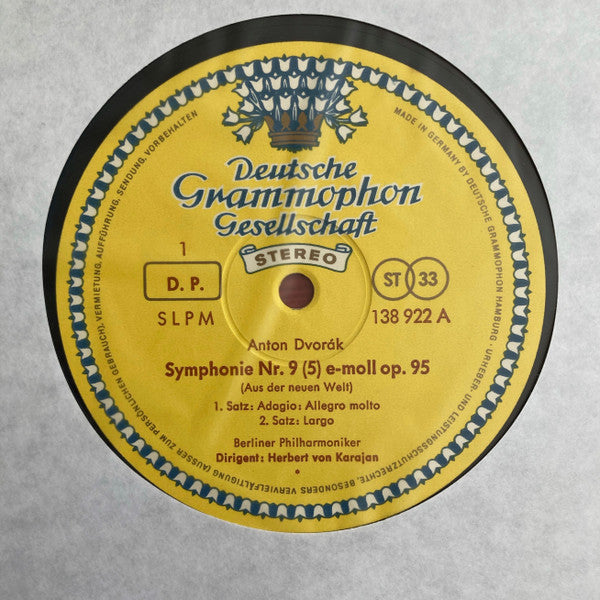 Deutsche
Grammophon
Gesellschaft
STEREO
1
D. P.
SLPM
ST 33
138 922 A
Anton Dvorák
Symphonie Nr. 9 (5) e-moll op. 95
(Aus der neuen Welt)
1. Satz: Adagio: Allegro molto
2. Satz: Largo
Berliner Philharmoniker
Dirigent: Herbert von Karajan
MADE IN GERMANY BY DEUTSCHE GRAMMOPHON HAMBURG · URHEBER- UND LEISTUNGSSCHUTZRECHTE, BESONDERS VERVIELFÄLTIGUNG (AUSSER ZUM PERSÖNLICHEN GEBRAUCH), VERMIETUNG, AUFFÜHRUNG, SENDUNG, VORBEHALTEN